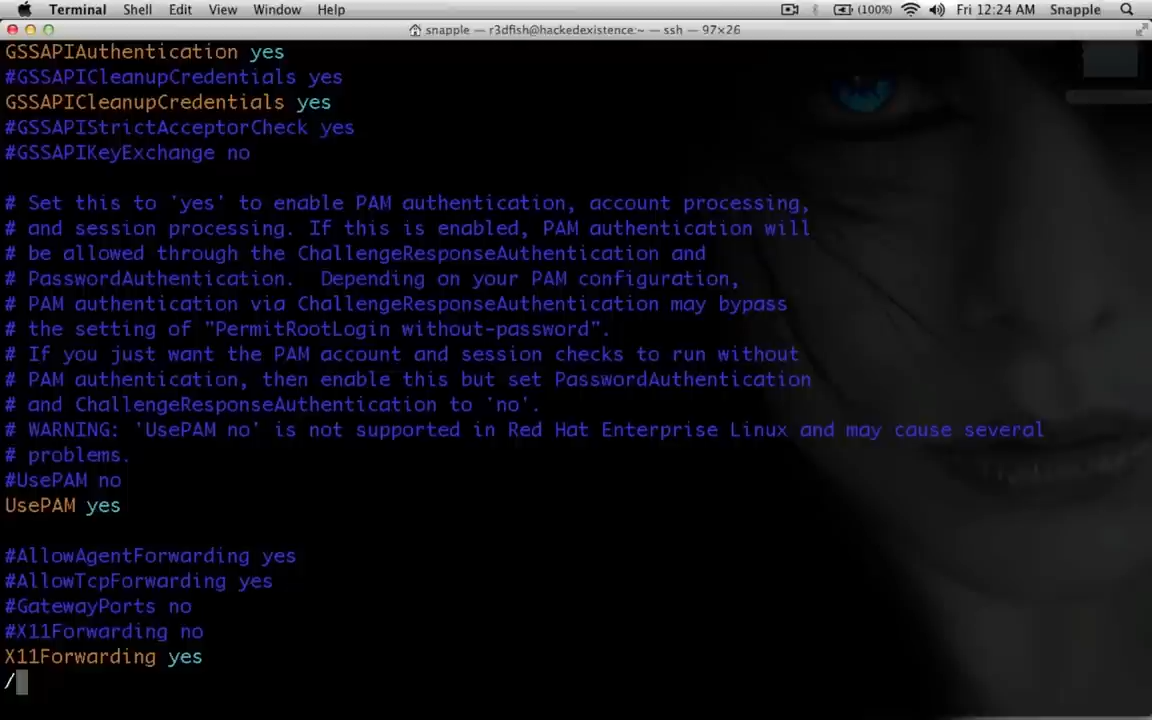 Terminal Shell Edit View Window Help (100%) Fri 12:24 AM Snapple
snapple — r3dfish@hackedexistence:~ — ssh — 97×26
GSSAPIAuthentication yes
#GSSAPICleanupCredentials yes
GSSAPICleanupCredentials yes
#GSSAPIStrictAcceptorCheck yes
#GSSAPIKeyExchange no
# Set this to 'yes' to enable PAM authentication, account processing,
# and session processing. If this is enabled, PAM authentication will
# be allowed through the ChallengeResponseAuthentication and
# PasswordAuthentication.  Depending on your PAM configuration,
# PAM authentication via ChallengeResponseAuthentication may bypass
# the setting of "PermitRootLogin without-password".
# If you just want the PAM account and session checks to run without
# PAM authentication, then enable this but set PasswordAuthentication
# and ChallengeResponseAuthentication to 'no'.
# WARNING: 'UsePAM no' is not supported in Red Hat Enterprise Linux and may cause several
# problems.
#UsePAM no
UsePAM yes
#AllowAgentForwarding yes
#AllowTcpForwarding yes
#GatewayPorts no
#X11Forwarding no
X11Forwarding yes
/